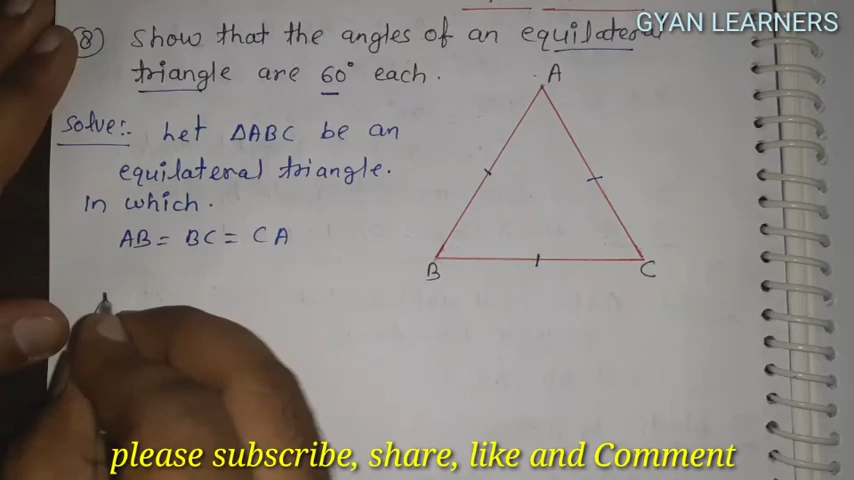 GYAN LEARNERS
(8) Show that the angles of an equilateral
triangle are 60° each.
A
Solve:- Let ΔABC be an
equilateral triangle.
In which.
AB = BC = CA
B
C
please subscribe, share, like and Comment